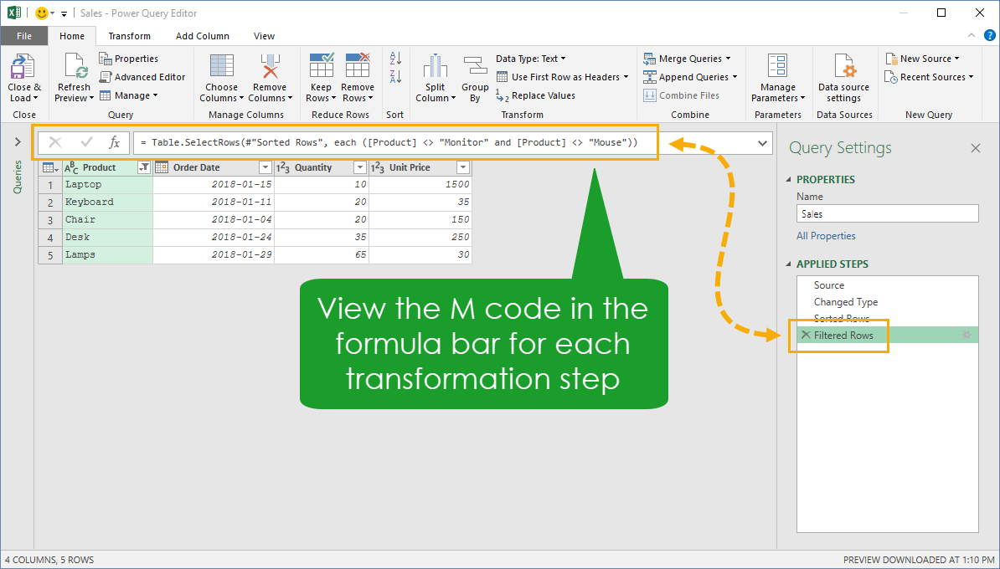 Sales - Power Query Editor
File Home Transform Add Column View
Close & Load
Refresh Preview
Properties
Advanced Editor
Manage
Choose Columns
Remove Columns
Keep Rows
Remove Rows
A Z
Z A
Split Column
Group By
Data Type: Text
Use First Row as Headers
1 2 Replace Values
Merge Queries
Append Queries
Combine Files
Manage Parameters
Data source settings
New Source
Recent Sources
Close Query Manage Columns Reduce Rows Sort Transform Combine Parameters Data Sources New Query
Queries
fx = Table.SelectRows(#"Sorted Rows", each ([Product] <> "Monitor" and [Product] <> "Mouse"))
ABC Product Order Date 123 Quantity 123 Unit Price
1 Laptop 2018-01-15 10 1500
2 Keyboard 2018-01-11 20 35
3 Chair 2018-01-04 20 150
4 Desk 2018-01-24 35 250
5 Lamps 2018-01-29 65 30
View the M code in the
formula bar for each
transformation step
Query Settings
PROPERTIES
Name
Sales
All Properties
APPLIED STEPS
Source
Changed Type
Sorted Rows
Filtered Rows
4 COLUMNS, 5 ROWS PREVIEW DOWNLOADED AT 1:10 PM